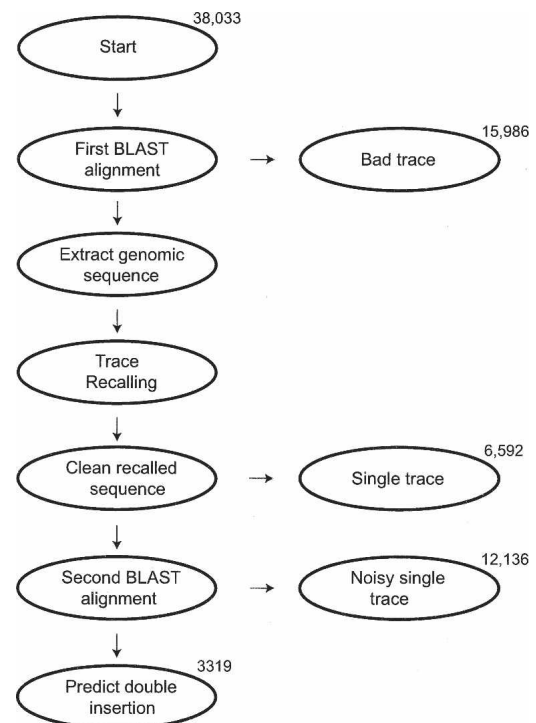 38,033
Start
First BLAST
alignment
15,986
Bad trace
Extract genomic
sequence
Trace
Recalling
Clean recalled
sequence
6,592
Single trace
Second BLAST
alignment
12,136
Noisy single
trace
3319
Predict double
insertion